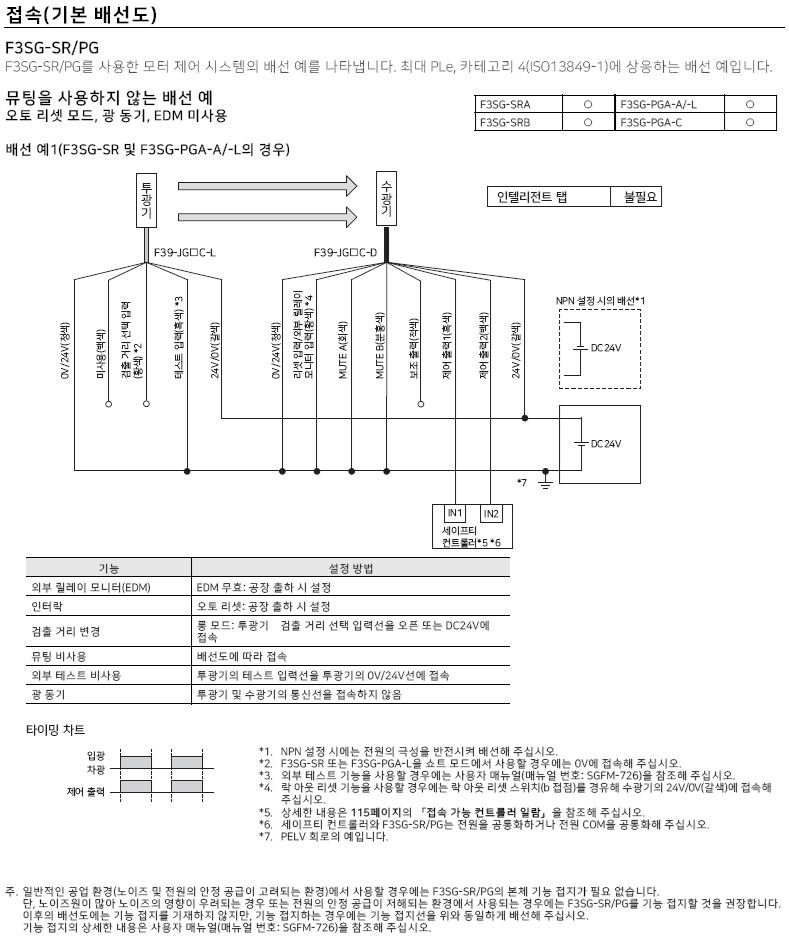 접속(기본 배선도)
F3SG-SR/PG
F3SG-SR/PG를 사용한 모터 제어 시스템의 배선 예를 나타냅니다. 최대 PLe, 카테고리 4(ISO13849-1)에 상응하는 배선 예입니다.
뮤팅을 사용하지 않는 배선 예
오토 리셋 모드, 광 동기, EDM 미사용
F3SG-SRA ○ F3SG-PGA-A/-L ○
F3SG-SRB ○ F3SG-PGA-C ○
배선 예1(F3SG-SR 및 F3SG-PGA-A/-L의 경우)
투광기
수광기
인텔리전트 탭 불필요
F39-JG□C-L
F39-JG□C-D
0V/24V(청색)
미사용(백색)
검출 거리 선택 입력
(황색) *2
테스트 입력(흑색) *3
24V/0V(갈색)
0V/24V(청색)
리셋 입력/외부 릴레이
모니터 입력(황색) *4
MUTE A(회색)
MUTE B(분홍색)
보조 출력(적색)
제어 출력1(흑색)
제어 출력2(백색)
24V/0V(갈색)
NPN 설정 시의 배선*1
DC24V
DC24V
*7
IN1 IN2
세이프티
컨트롤러*5 *6
기능 설정 방법
외부 릴레이 모니터(EDM) EDM 무효: 공장 출하 시 설정
인터락 오토 리셋: 공장 출하 시 설정
검출 거리 변경 롱 모드: 투광기 검출 거리 선택 입력선을 오픈 또는 DC24V에
접속
뮤팅 비사용 배선도에 따라 접속
외부 테스트 비사용 투광기의 테스트 입력선을 투광기의 0V/24V선에 접속
광 동기 투광기 및 수광기의 통신선을 접속하지 않음
타이밍 차트
입광
차광
제어 출력
*1. NPN 설정 시에는 전원의 극성을 반전시켜 배선해 주십시오.
*2. F3SG-SR 또는 F3SG-PGA-L을 쇼트 모드에서 사용할 경우에는 0V에 접속해 주십시오.
*3. 외부 테스트 기능을 사용할 경우에는 사용자 매뉴얼(매뉴얼 번호: SGFM-726)을 참조해 주십시오.
*4. 락 아웃 리셋 기능을 사용할 경우에는 락 아웃 리셋 스위치(b 접점)를 경유해 수광기의 24V/0V(갈색)에 접속해
주십시오.
*5. 상세한 내용은 115페이지의 「접속 가능 컨트롤러 일람」을 참조해 주십시오.
*6. 세이프티 컨트롤러와 F3SG-SR/PG는 전원을 공통화하거나 전원 COM을 공통화해 주십시오.
*7. PELV 회로의 예입니다.
주. 일반적인 공업 환경(노이즈 및 전원의 안정 공급이 고려되는 환경)에서 사용할 경우에는 F3SG-SR/PG의 본체 기능 접지가 필요 없습니다.
단, 노이즈원이 많아 노이즈의 영향이 우려되는 경우 또는 전원의 안정 공급이 저해되는 환경에서 사용되는 경우에는 F3SG-SR/PG를 기능 접지할 것을 권장합니다.
이후의 배선도에는 기능 접지를 기재하지 않지만, 기능 접지하는 경우에는 기능 접지선을 위와 동일하게 배선해 주십시오.
기능 접지의 상세한 내용은 사용자 매뉴얼(매뉴얼 번호: SGFM-726)을 참조해 주십시오.